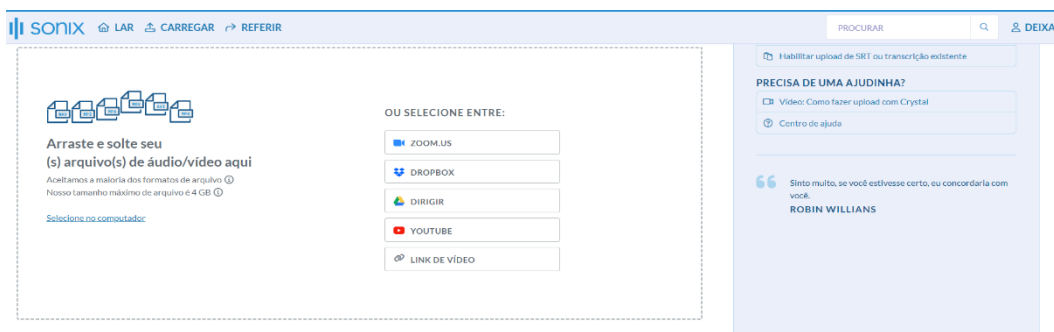 SONIX LAR CARREGAR REFERIR PROCURAR DEIXA
Habilitar upload de SRT ou transcrição existente
PRECISA DE UMA AJUDINHA?
Vídeo: Como fazer upload com Crystal
Centro de ajuda
Arraste e solte seu
(s) arquivo(s) de áudio/vídeo aqui
Aceitamos a maioria dos formatos de arquivo
Nosso tamanho máximo de arquivo é 4 GB
Selecione no computador
OU SELECIONE ENTRE:
ZOOM.US
DROPBOX
DIRIGIR
YOUTUBE
LINK DE VÍDEO
Sinto muito, se você estivesse certo, eu concordaria com
você.
ROBIN WILLIANS